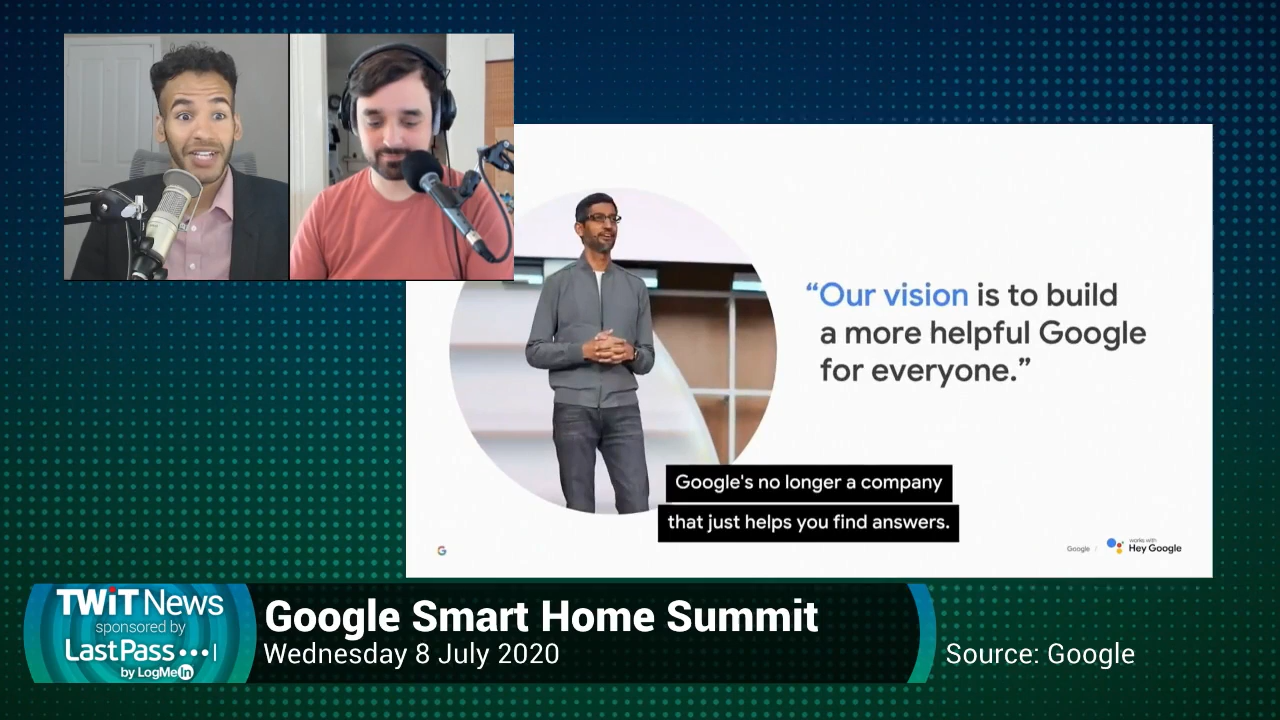 “Our vision is to build
a more helpful Google
for everyone.”
Google's no longer a company
that just helps you find answers.
G
Google / works with
Hey Google
TWiT News
sponsored by
LastPass•••|
by LogMeIn
Google Smart Home Summit
Wednesday 8 July 2020
Source: Google